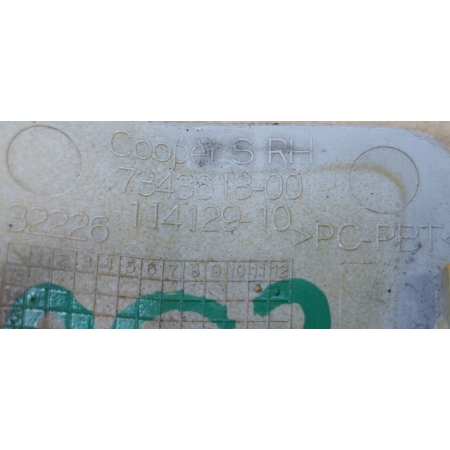 Cooper S RH
7343618-00
32226 114129-10 >PC-PBT<
1 2 3 4 5 6 7 8 9 10 11 12